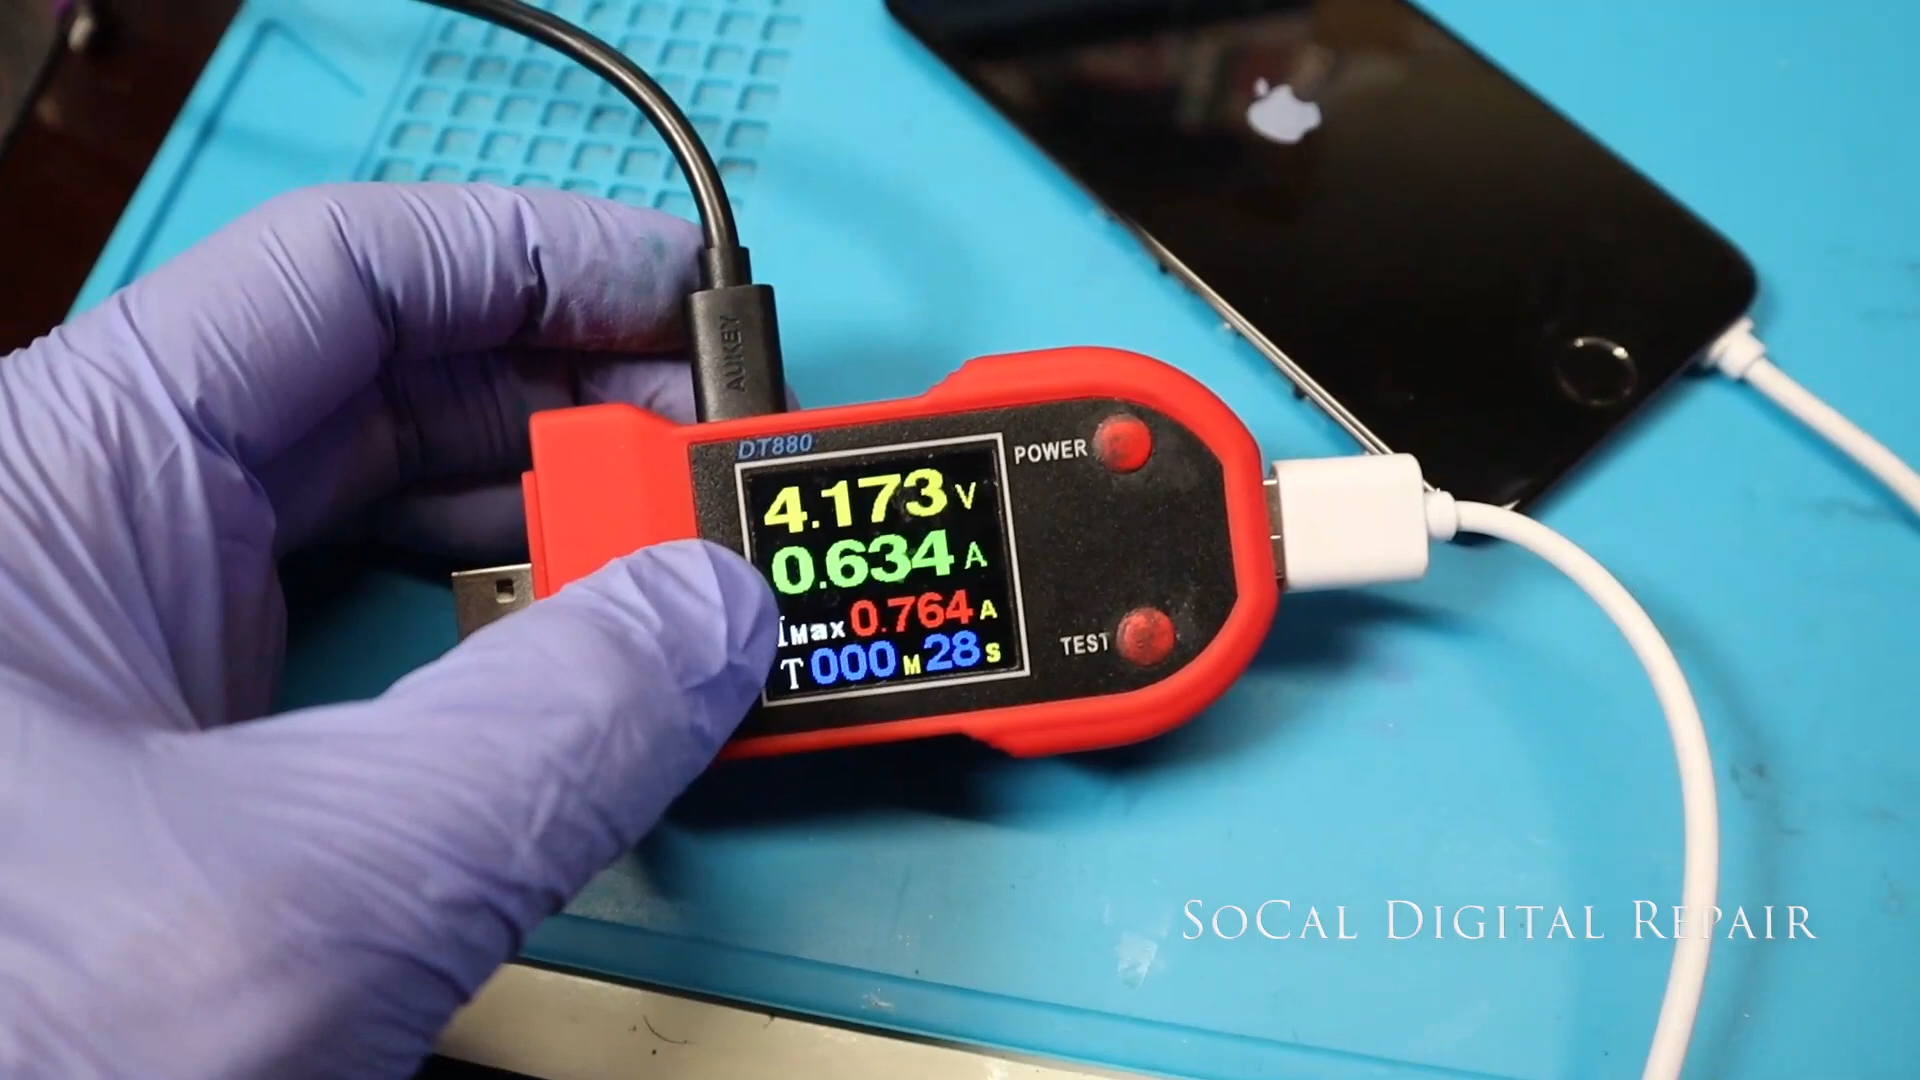 AUKEY
DT880
4.173 V
0.634 A
IMax 0.764 A
T 000 M 28 S
POWER
TEST
SOCAL DIGITAL REPAIR